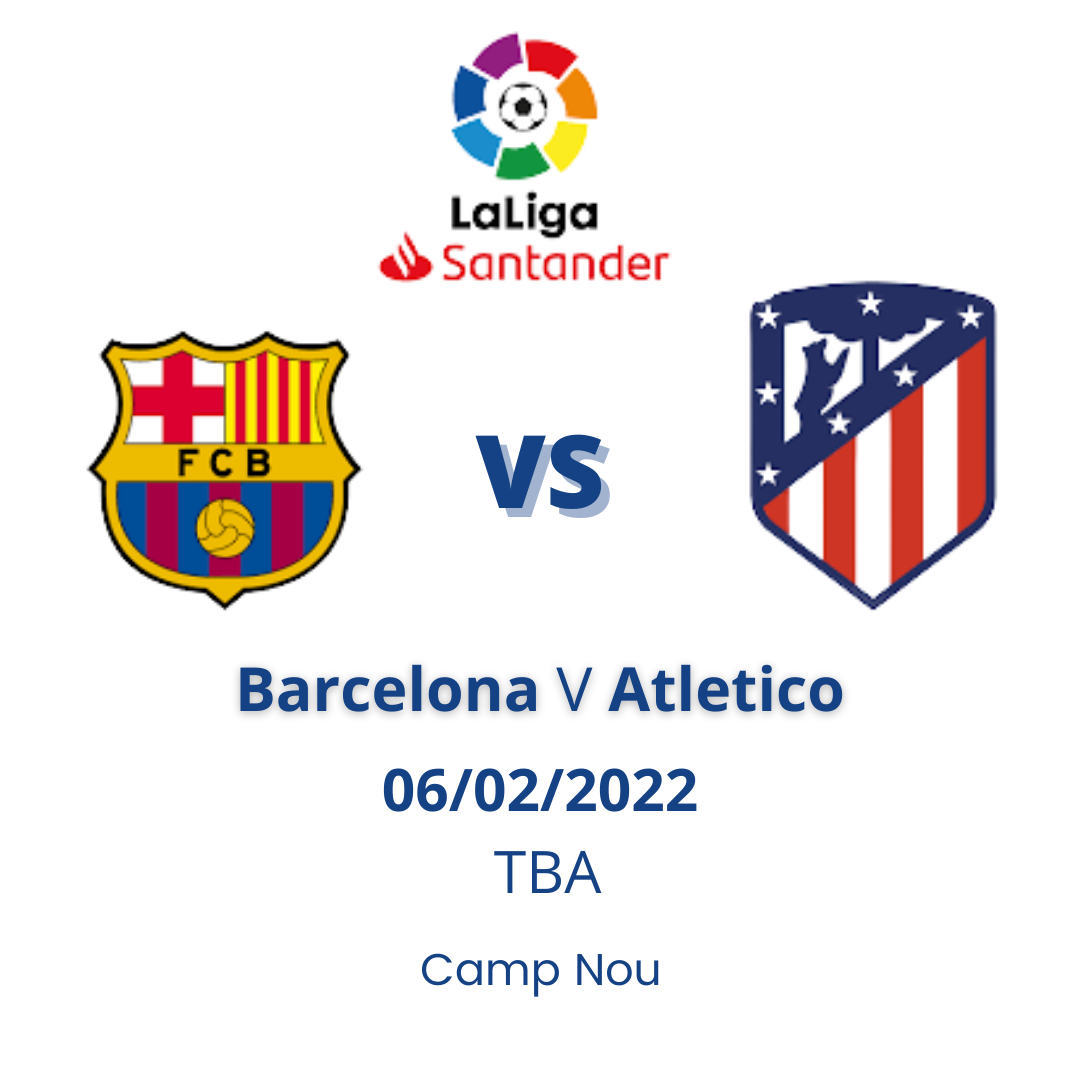 LaLiga
Santander
FCB
VS
Barcelona V Atletico
06/02/2022
TBA
Camp Nou